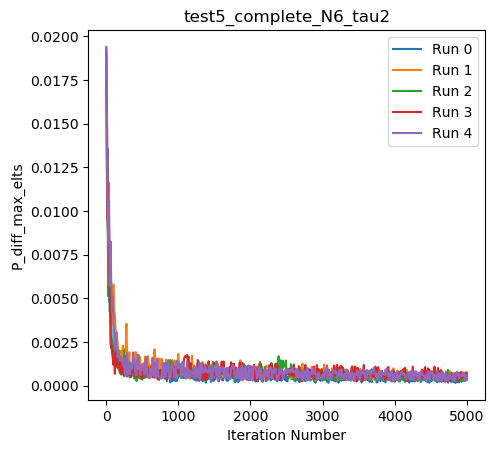 test5_complete_N6_tau2
P_diff_max_elts
0.0200
0.0175
0.0150
0.0125
0.0100
0.0075
0.0050
0.0025
0.0000
Run 0
Run 1
Run 2
Run 3
Run 4
0 1000 2000 3000 4000 5000
Iteration Number